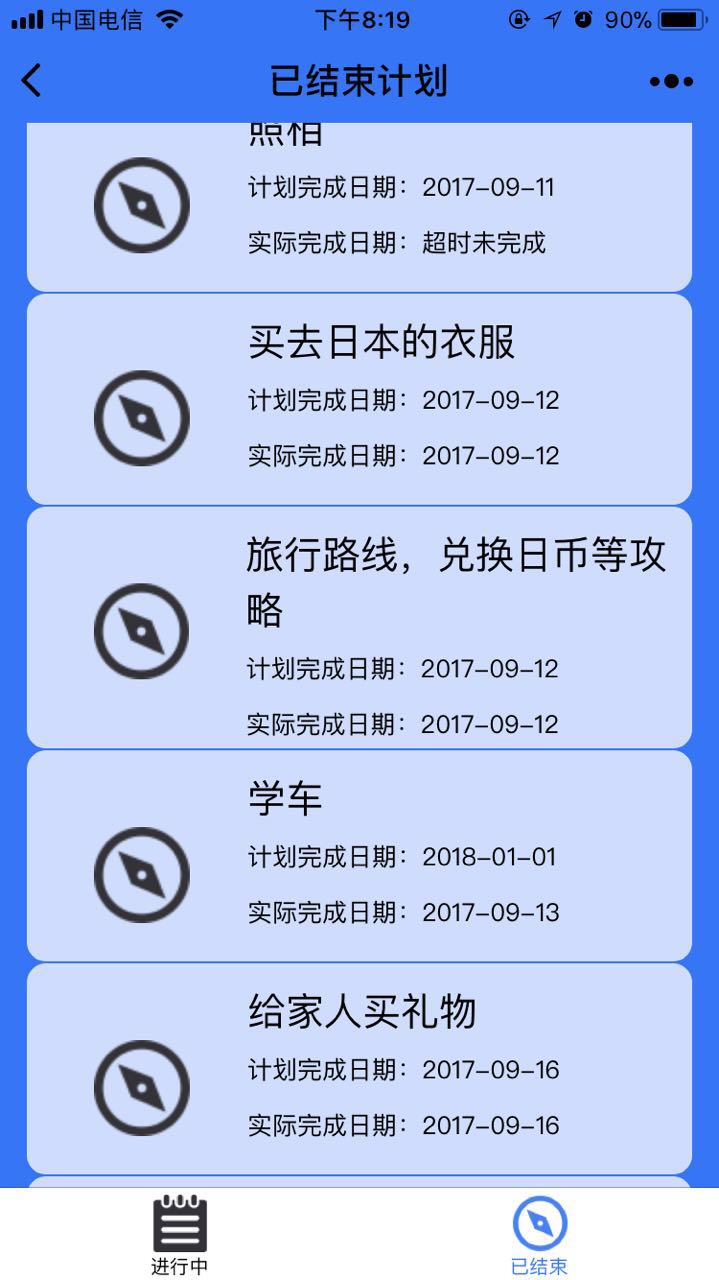 中国电信
下午8:19
90%
已结束计划
照相
计划完成日期：2017-09-11
实际完成日期：超时未完成
买去日本的衣服
计划完成日期：2017-09-12
实际完成日期：2017-09-12
旅行路线，兑换日币等攻
略
计划完成日期：2017-09-12
实际完成日期：2017-09-12
学车
计划完成日期：2018-01-01
实际完成日期：2017-09-13
给家人买礼物
计划完成日期：2017-09-16
实际完成日期：2017-09-16
进行中
已结束